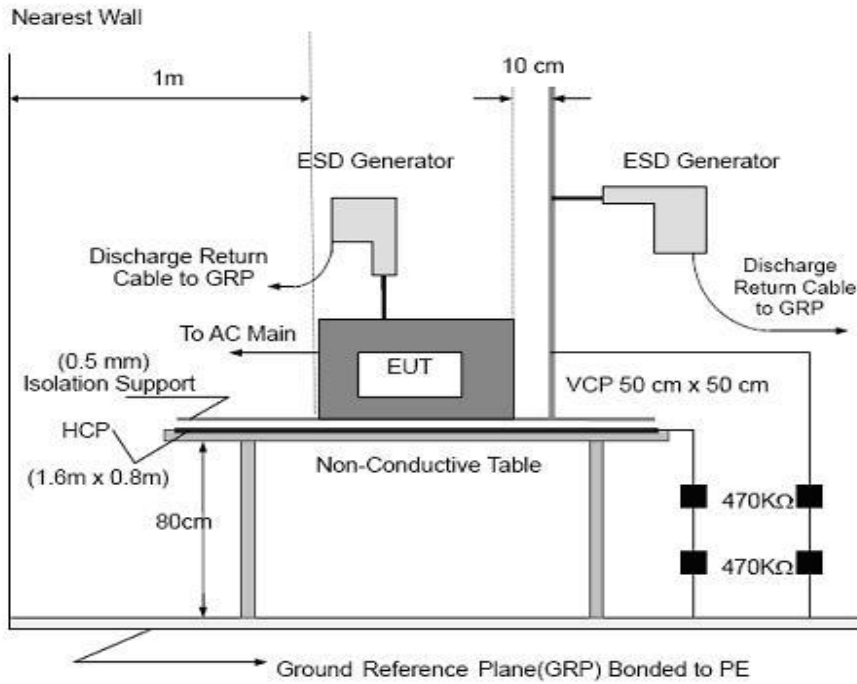 Nearest Wall
1m
10 cm
ESD Generator
ESD Generator
Discharge Return
Cable to GRP
Discharge
Return Cable
to GRP
To AC Main
(0.5 mm)
Isolation Support
EUT
VCP 50 cm x 50 cm
HCP
(1.6m x 0.8m)
Non-Conductive Table
80cm
470KΩ
470KΩ
Ground Reference Plane(GRP) Bonded to PE